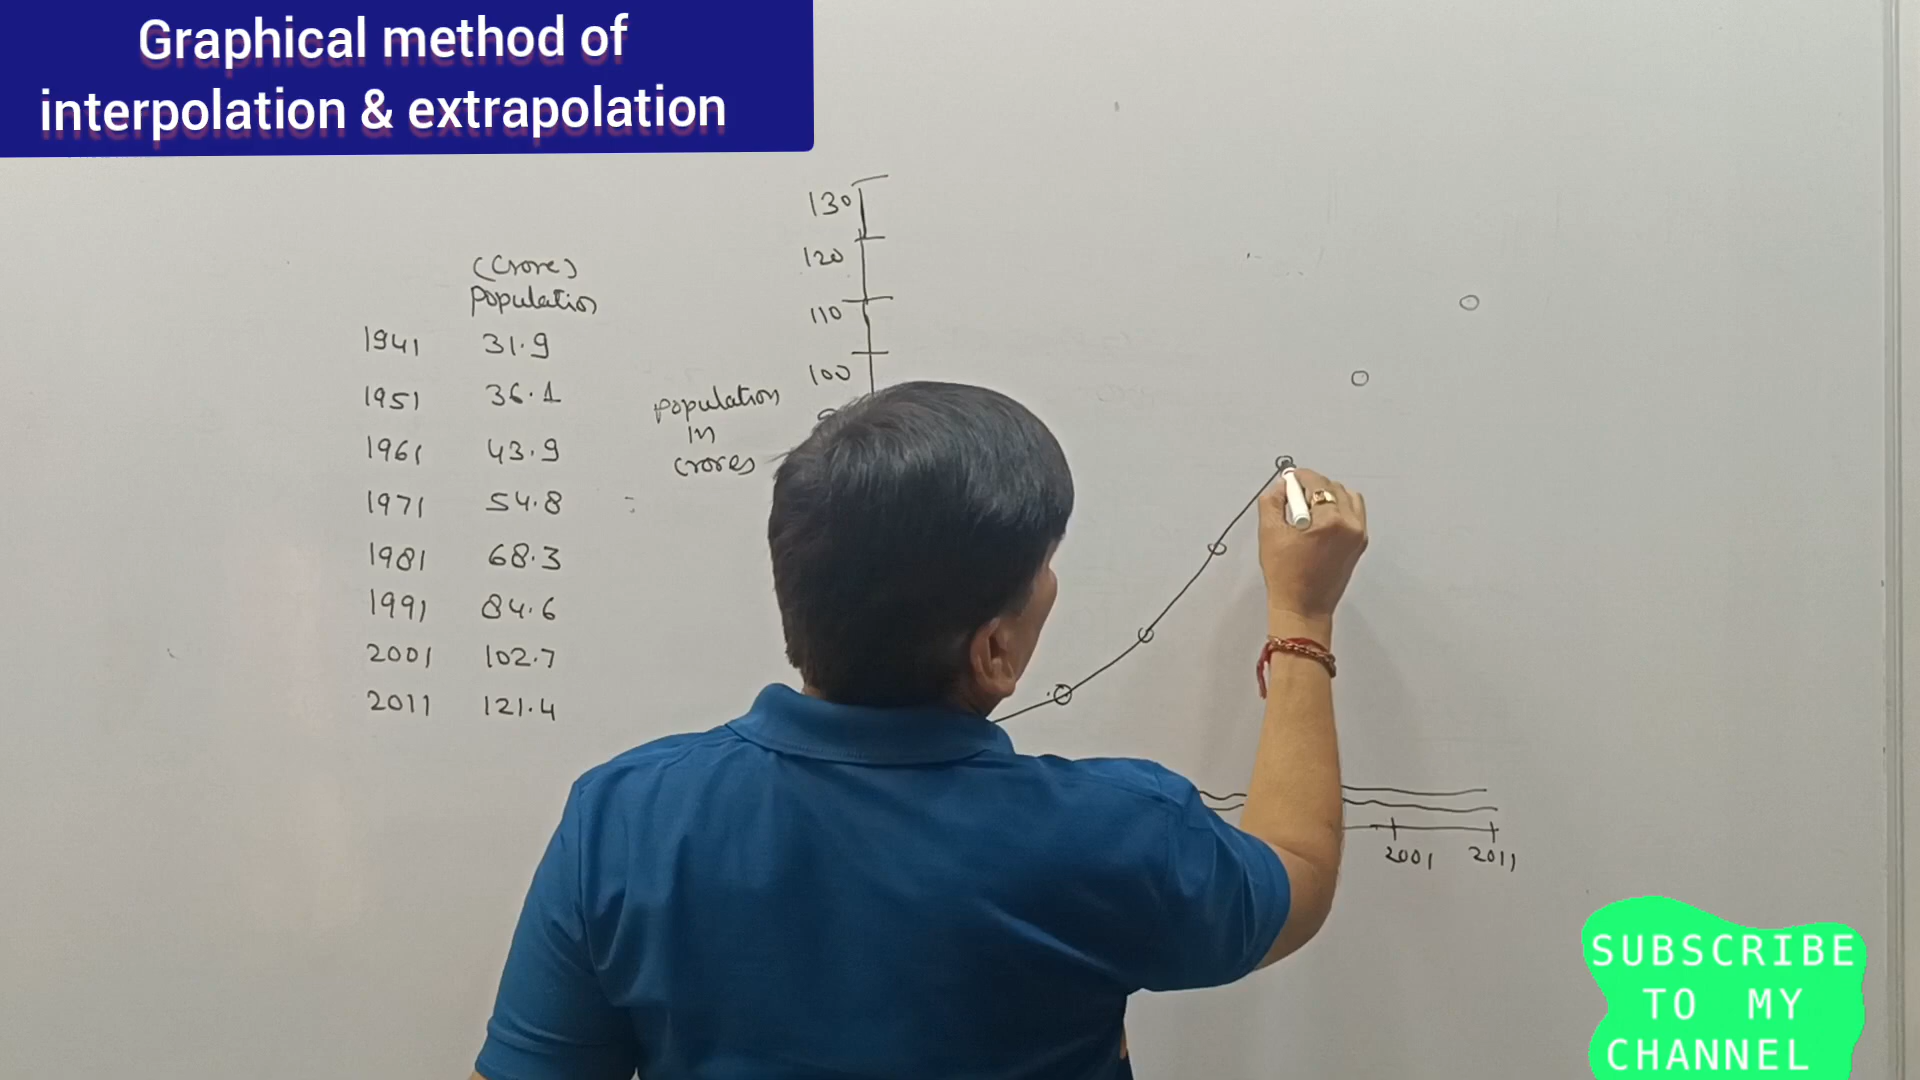 Graphical method of
interpolation & extrapolation
(Crore)
Population
1941 31.9
1951 36.1
1961 43.9
1971 54.8
1981 68.3
1991 84.6
2001 102.7
2011 121.4
population
in
crores
130
120
110
100
2001 2011
SUBSCRIBE
TO MY
CHANNEL